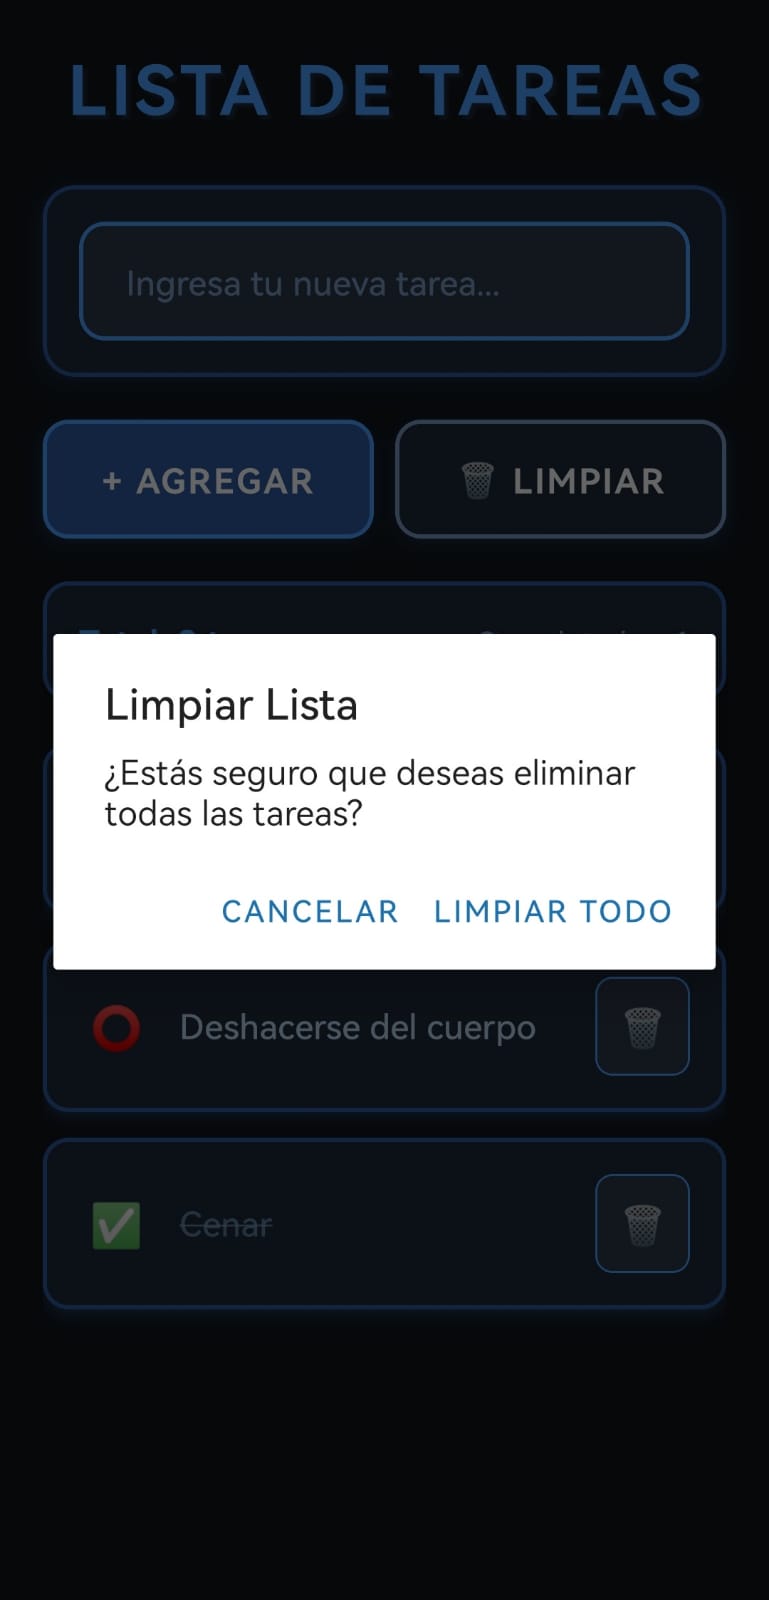 LISTA DE TAREAS
Ingresa tu nueva tarea...
+ AGREGAR
LIMPIAR
Limpiar Lista
¿Estás seguro que deseas eliminar
todas las tareas?
CANCELAR LIMPIAR TODO
Deshacerse del cuerpo
Cenar